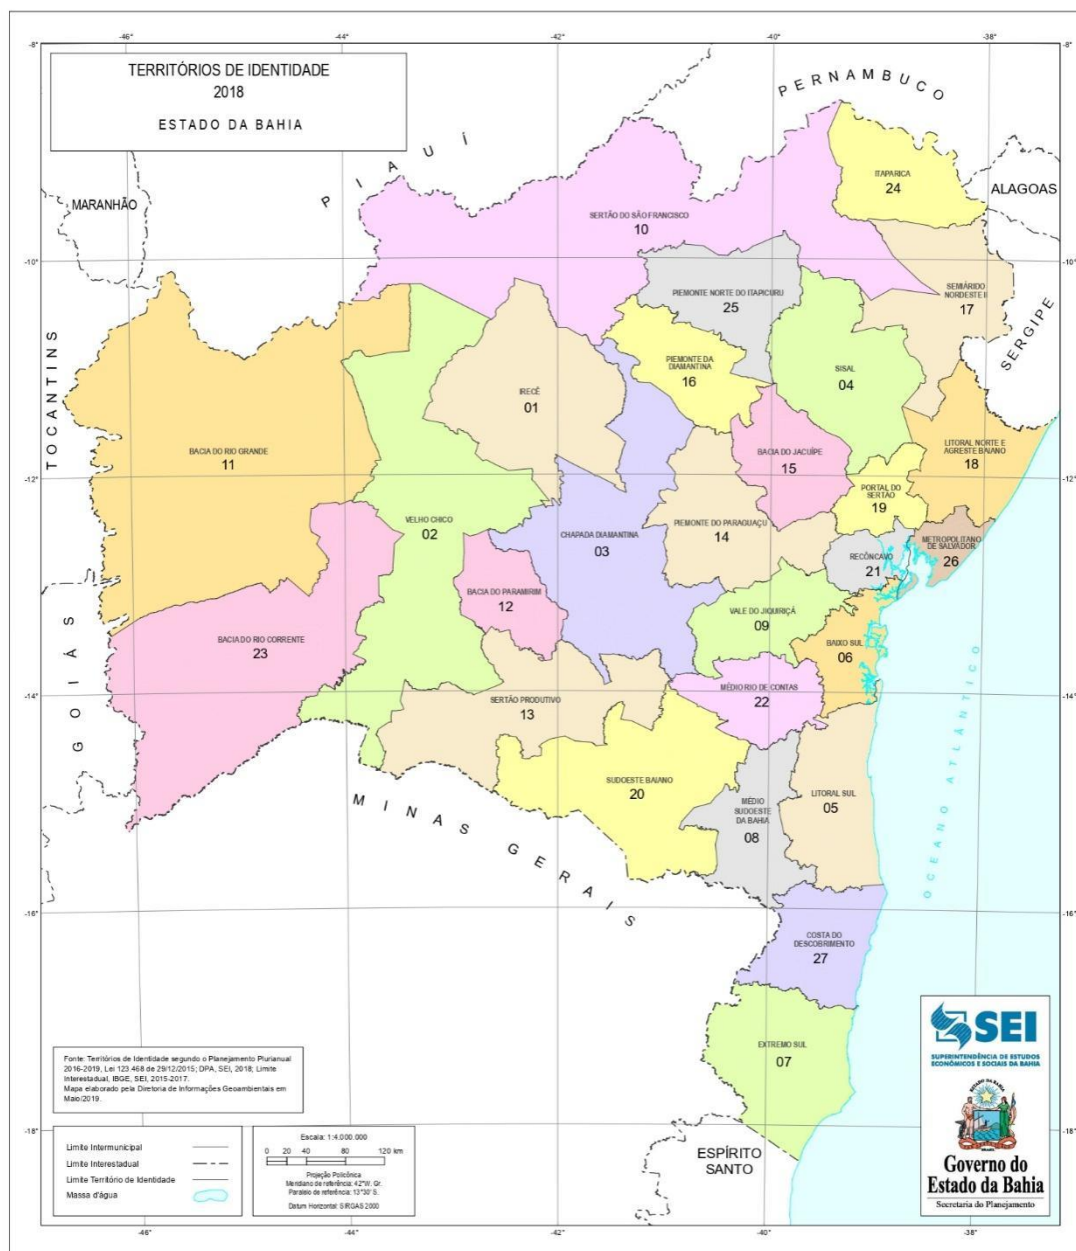 TERRITÓRIOS DE IDENTIDADE
2018
ESTADO DA BAHIA
-46°
-44°
-42°
-40°
-38°
-8°
-8°
PERNAMBUCO
PIAUÍ
MARANHÃO
ALAGOAS
ITAPARICA
24
SERTÃO DO SÃO FRANCISCO
10
-10°
-10°
SEMIÁRIDO
NORDESTE II
17
PIEMONTE NORTE DO ITAPICURU
25
SERGIPE
TOCANTINS
PIEMONTE DA
DIAMANTINA
16
SISAL
04
IRECÊ
01
BACIA DO RIO GRANDE
11
BACIA DO JACUÍPE
15
LITORAL NORTE E
AGRESTE BAIANO
18
-12°
-12°
PORTAL DO
SERTÃO
19
VELHO CHICO
02
CHAPADA DIAMANTINA
03
PIEMONTE DO PARAGUAÇU
14
RECÔNCAVO
21
METROPOLITANO
DE SALVADOR
26
BACIA DO PARAMIRIM
12
VALE DO JIQUIRIÇÁ
09
BACIA DO RIO CORRENTE
23
BAIXO SUL
06
GOIÁS
-14°
-14°
SERTÃO PRODUTIVO
13
MÉDIO RIO DE CONTAS
22
OCEANO ATLÂNTICO
SUDOESTE BAIANO
20
MÉDIO
SUDOESTE
DA BAHIA
08
LITORAL SUL
05
MINAS GERAIS
-16°
-16°
COSTA DO
DESCOBRIMENTO
27
EXTREMO SUL
07
SEI
SUPERINTENDÊNCIA DE ESTUDOS
ECONÔMICOS E SOCIAIS DA BAHIA
Fonte: Territórios de Identidade segundo o Planejamento Plurianual
2016-2019, Lei 123.468 de 29/12/2015; DPA, SEI, 2018; Limite
Interestadual, IBGE, SEI, 2015-2017.
Mapa elaborado pela Diretoria de Informações Geoambientais em
Maio/2019.
-18°
-18°
ESPÍRITO
SANTO
Limite Intermunicipal
Limite Interestadual
Limite Território de Identidade
Massa d'água
Escala: 1:4.000.000
0 20 40 80 120 km
Projeção Policônica
Meridiano de referência: 42°W. Gr.
Paralelo de referência: 13°30' S.
Datum Horizontal: SIRGAS 2000
Governo do
Estado da Bahia
Secretaria do Planejamento
-46°
-44°
-42°
-40°
-38°